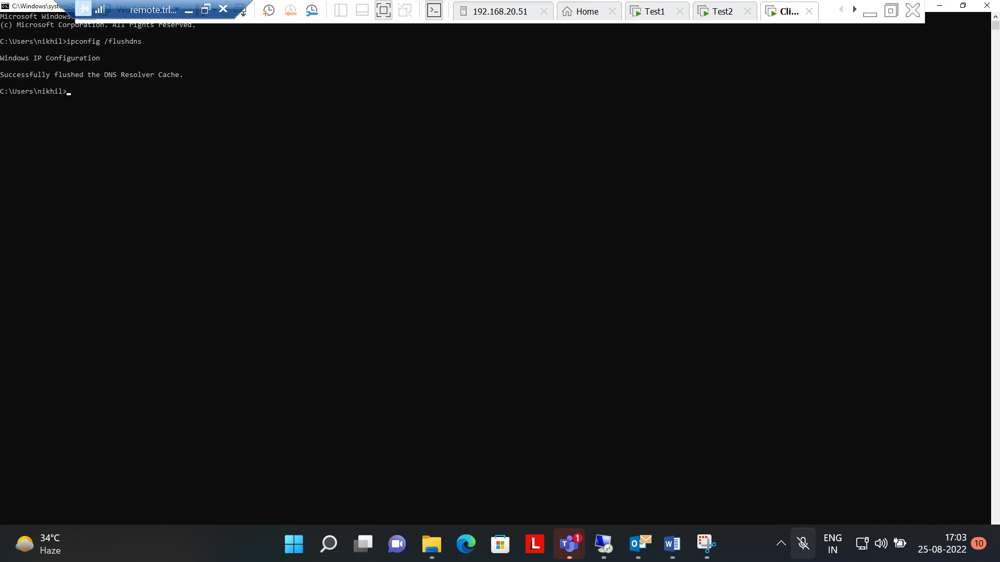 C:\Windows\system32
remote.trl...
192.168.20.51
Home
Test1
Test2
Cli...
Microsoft Windows
(c) Microsoft Corporation. All rights reserved.
C:\Users\nikhil>ipconfig /flushdns
Windows IP Configuration
Successfully flushed the DNS Resolver Cache.
C:\Users\nikhil>
34°C
Haze
L
T
1
O
W
ENG
IN
17:03
25-08-2022
10